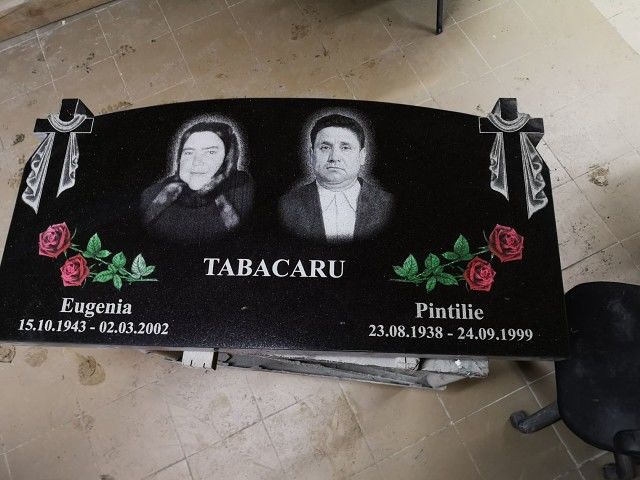 TABACARU
Eugenia
15.10.1943 - 02.03.2002
Pintilie
23.08.1938 - 24.09.1999